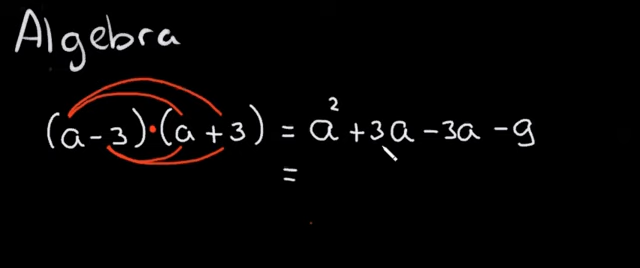 Algebra
(a - 3) • (a + 3) = a² + 3a - 3a - 9
=